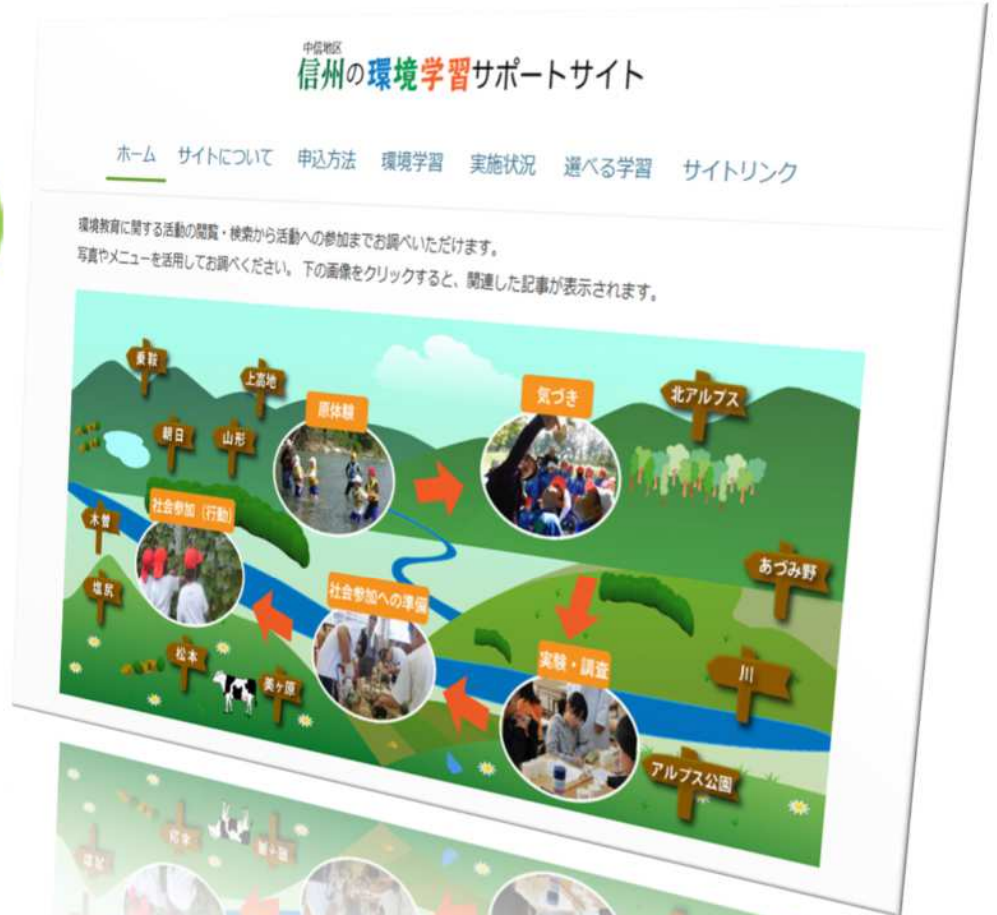 中信地区
信州の環境学習サポートサイト
ホーム サイトについて 申込方法 環境学習 実施状況 選べる学習 サイトリンク
環境教育に関する活動の閲覧・検索から活動への参加までお調べいただけます。
写真やメニューを活用してお調べください。下の画像をクリックすると、関連した記事が表示されます。
乗鞍
上高地
原体験
気づき
北アルプス
朝日
山形
社会参加（行動）
木曽
あづみ野
塩尻
社会参加への準備
松本
美ヶ原
実験・調査
川
アルプス公園